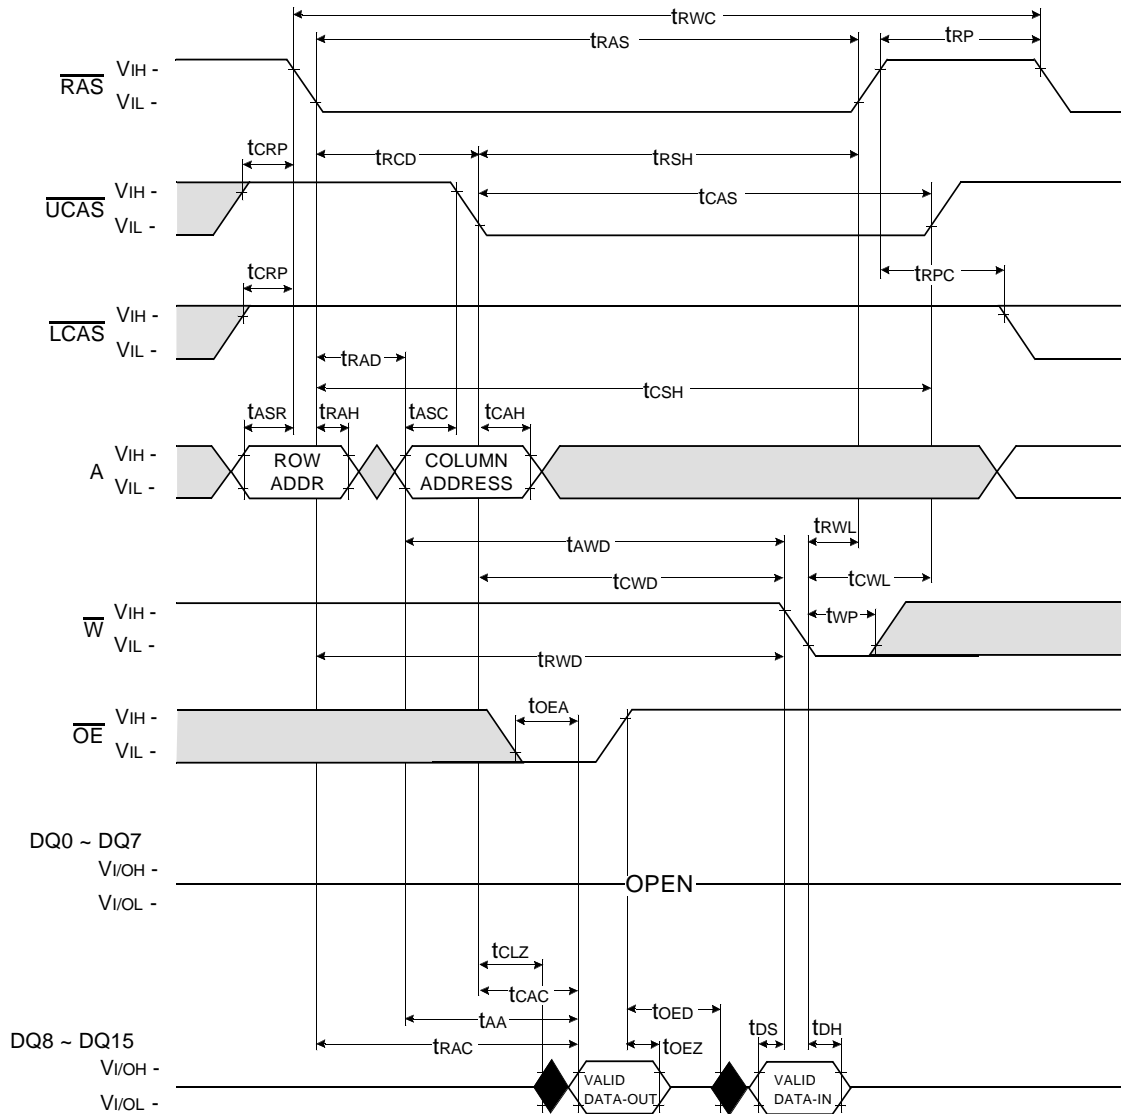 tRWC
tRAS
tRP
RAS
VIH -
VIL -
tCRP
tRCD
tRSH
UCAS
VIH -
VIL -
tCAS
tCRP
tRPC
LCAS
VIH -
VIL -
tRAD
tCSH
tASR
tRAH
tASC
tCAH
A
VIH -
VIL -
ROW
ADDR
COLUMN
ADDRESS
tRWL
tAWD
tCWD
tCWL
W
VIH -
VIL -
tWP
tRWD
OE
VIH -
VIL -
tOEA
DQ0 ~ DQ7
VI/OH -
OPEN
VI/OL -
tCLZ
tCAC
tOED
tAA
tDS
tDH
DQ8 ~ DQ15
tRAC
tOEZ
VI/OH -
VI/OL -
VALID
DATA-OUT
VALID
DATA-IN